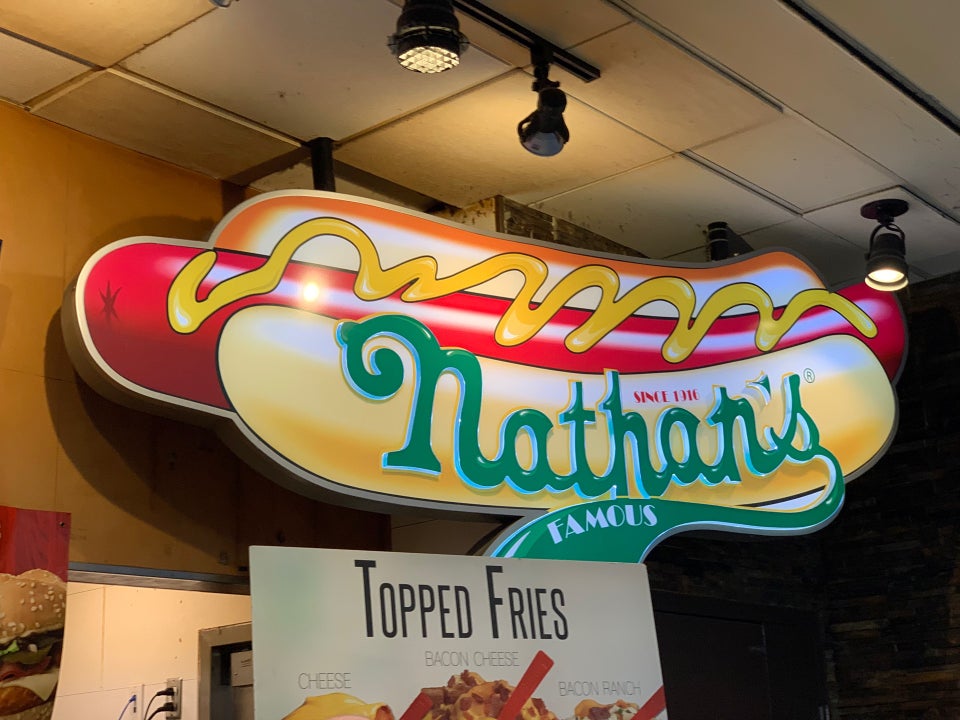 SINCE 1916
Nathan's®
FAMOUS
TOPPED FRIES
BACON CHEESE
CHEESE
BACON RANCH